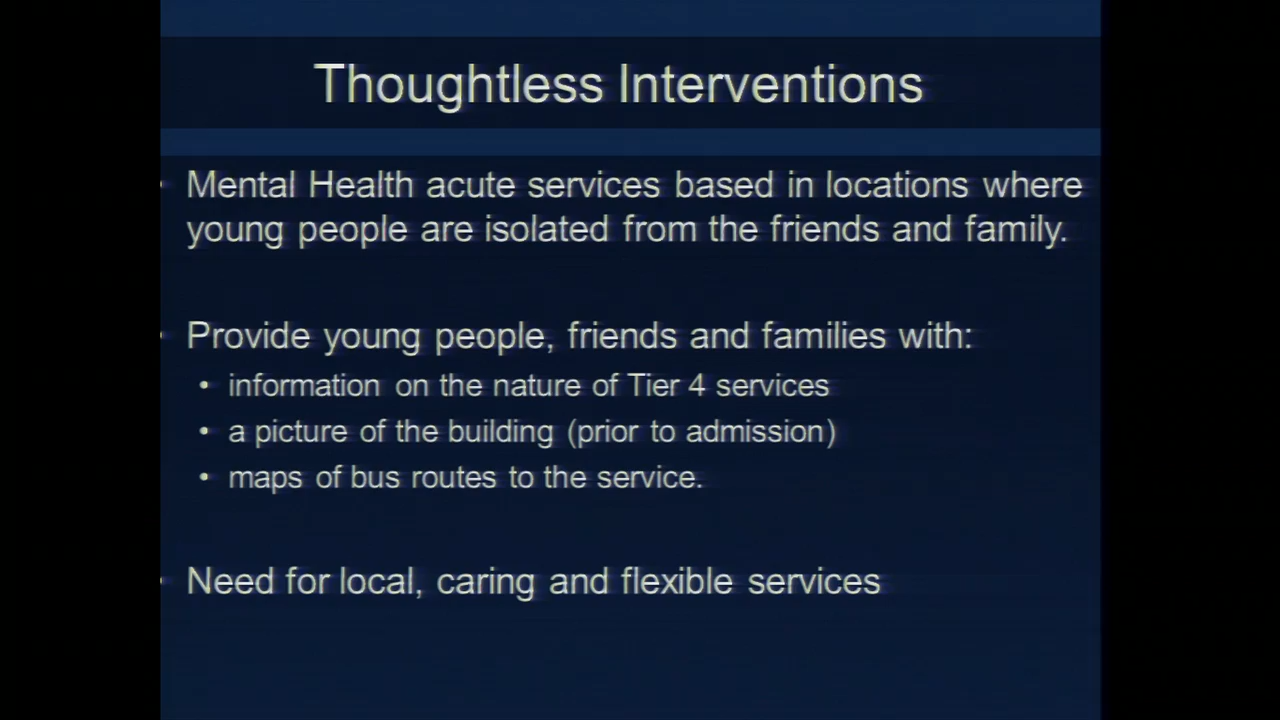 Thoughtless Interventions
• Mental Health acute services based in locations where
young people are isolated from the friends and family.
• Provide young people, friends and families with:
• information on the nature of Tier 4 services
• a picture of the building (prior to admission)
• maps of bus routes to the service.
• Need for local, caring and flexible services